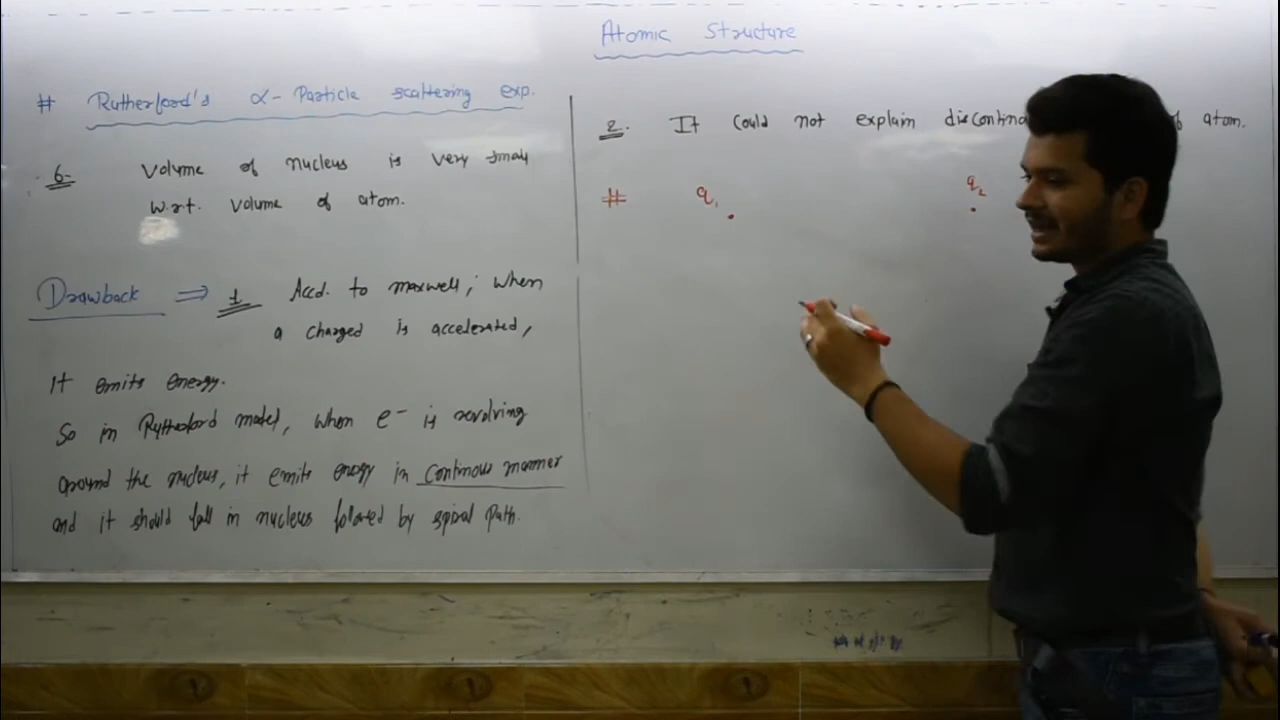 Atomic Structure
# Rutherford's α-Particle scattering exp.
6. Volume of nucleus is very small
w.r.t. volume of atom.
Drawback ⇒ 1. Accd. to maxwell, when
a charged is accelerated,
It emits energy.
So in Rutherford model, when e- is revolving
around the nucleus, it emits energy in continous manner
and it should fall in nucleus followed by spiral path.
2. It could not explain of atom.
# q1 q2